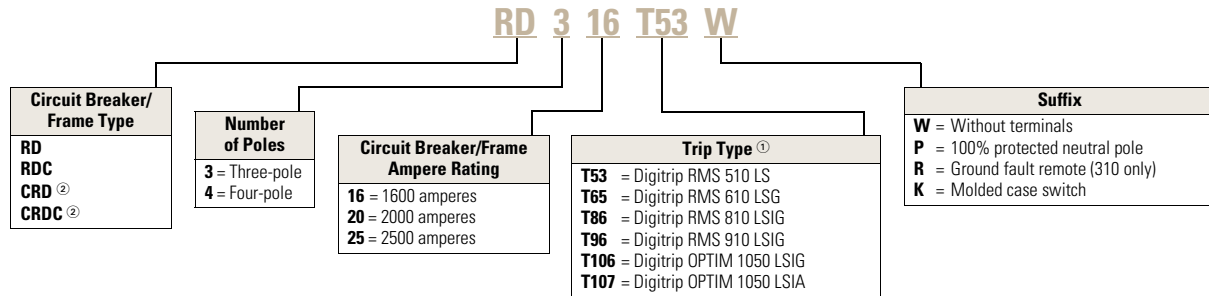 RD 3 16 T53 W
Circuit Breaker/
Frame Type
RD
RDC
CRD ②
CRDC ②
Number
of Poles
3 = Three-pole
4 = Four-pole
Circuit Breaker/Frame
Ampere Rating
16 = 1600 amperes
20 = 2000 amperes
25 = 2500 amperes
Trip Type ①
T53 = Digitrip RMS 510 LS
T65 = Digitrip RMS 610 LSG
T86 = Digitrip RMS 810 LSIG
T96 = Digitrip RMS 910 LSIG
T106 = Digitrip OPTIM 1050 LSIG
T107 = Digitrip OPTIM 1050 LSIA
Suffix
W = Without terminals
P = 100% protected neutral pole
R = Ground fault remote (310 only)
K = Molded case switch